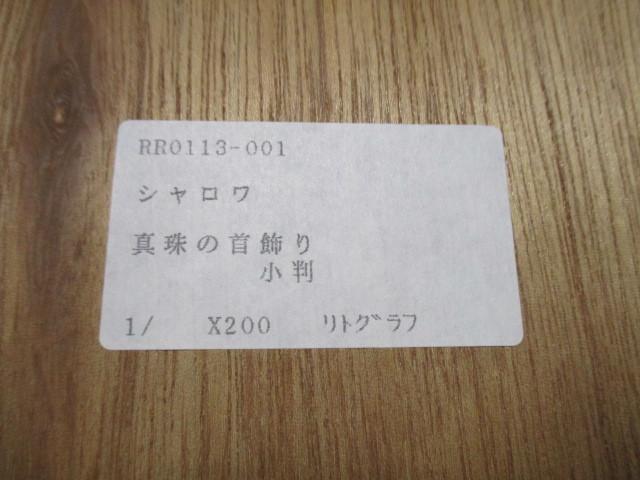 RR0113-001
シャロワ
真珠の首飾り
小判
1/ X200 ﾘﾄｸﾞﾗﾌ